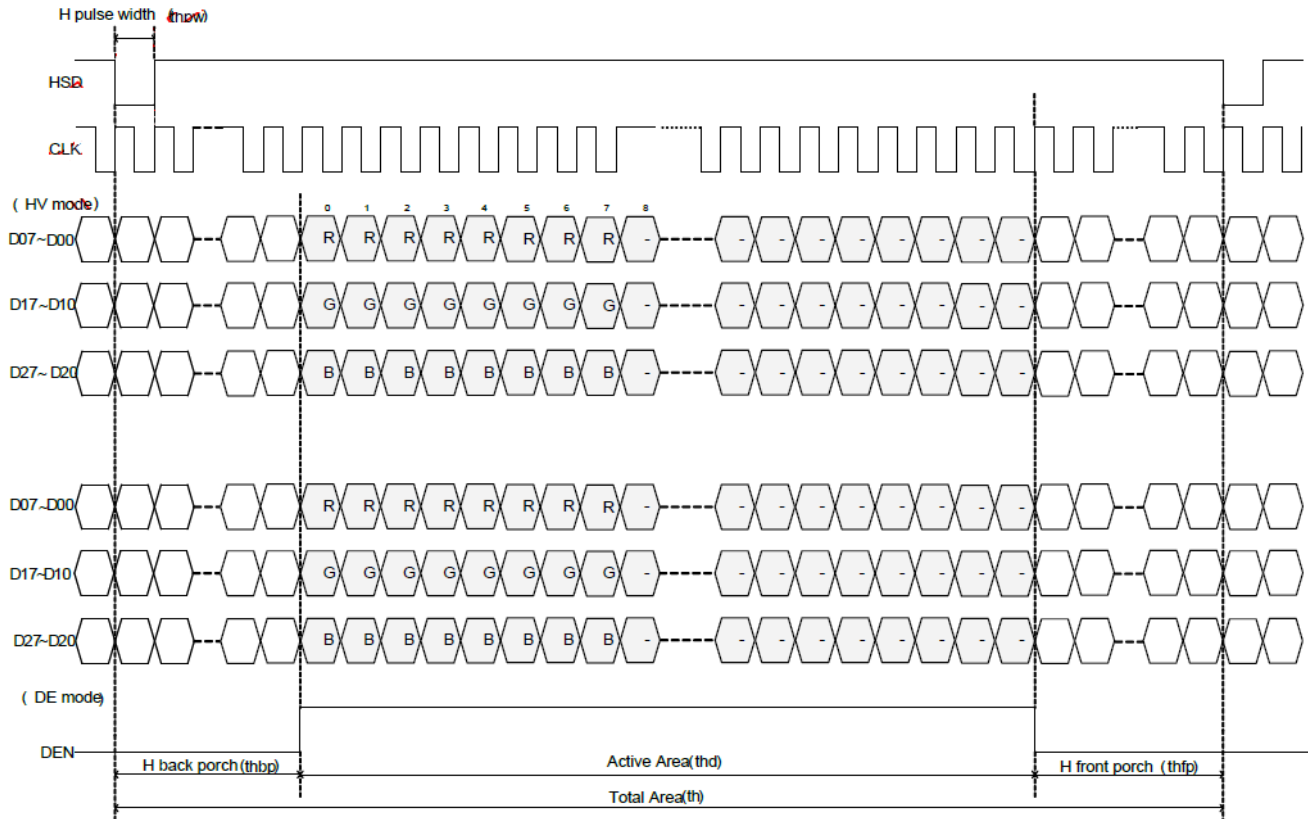 H pulse width (thpw)
HSD
CLK
( HV mode)
0 1 2 3 4 5 6 7 8
D07~D00 R R R R R R R R - - - - - - - - -
D17~D10 G G G G G G G G - - - - - - - - -
D27~D20 B B B B B B B B - - - - - - - - -
D07~D00 R R R R R R R R - - - - - - - - -
D17~D10 G G G G G G G G - - - - - - - - -
D27~D20 B B B B B B B B - - - - - - - - -
( DE mode)
DEN
H back porch (thbp) Active Area(thd) H front porch (thfp)
Total Area(th)